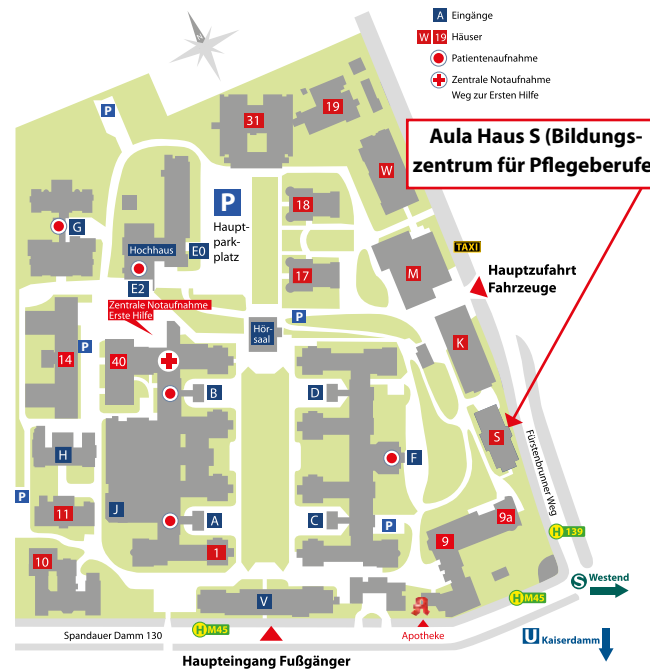 A Eingänge
W 19 Häuser
Patientenaufnahme
Zentrale Notaufnahme
Weg zur Ersten Hilfe
N
Aula Haus S (Bildungs-
zentrum für Pflegeberufe
P
31
19
W
P
Haupt-
park-
platz
18
G
Hochhaus
E0
E2
17
M
TAXI
Hauptzufahrt
Fahrzeuge
Zentrale Notaufnahme
Erste Hilfe
P
Hör-
saal
K
14
P
40
B
D
S
Fürstenbrunner Weg
H
F
P
11
J
A
C
P
9a
9
1
H 139
10
V
A
S Westend
H M45
Spandauer Damm 130
H M45
Apotheke
U Kaiserdamm
Haupteingang Fußgänger